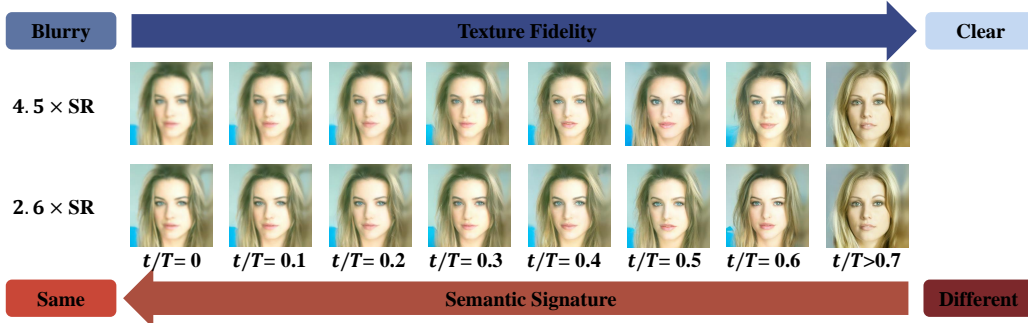 Blurry Texture Fidelity Clear
4.5 × SR
2.6 × SR
t/T= 0 t/T= 0.1 t/T= 0.2 t/T= 0.3 t/T= 0.4 t/T= 0.5 t/T= 0.6 t/T>0.7
Same Semantic Signature Different